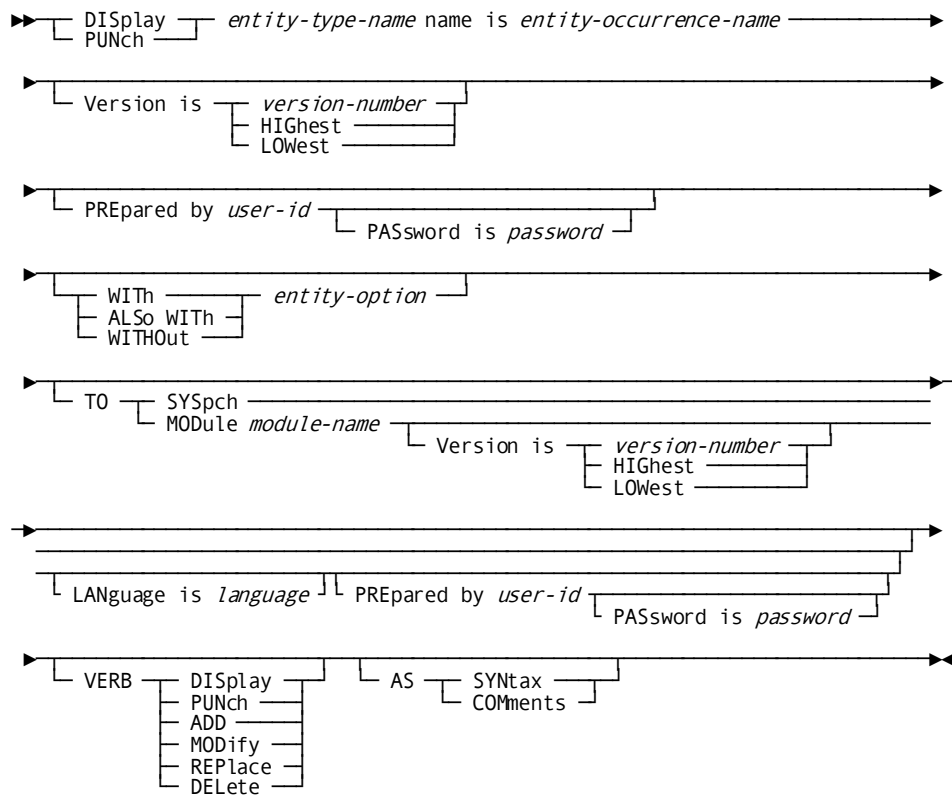 DISplay entity-type-name name is entity-occurrence-name
PUNch
Version is version-number
HIGhest
LOWest
PREpared by user-id
PASsword is password
WITh entity-option
ALSo WITh
WITHOut
TO SYSpch
MODule module-name
Version is version-number
HIGhest
LOWest
LANguage is language PREpared by user-id
PASsword is password
VERB DISplay AS SYNtax
PUNch COMments
ADD
MODify
REPlace
DELete